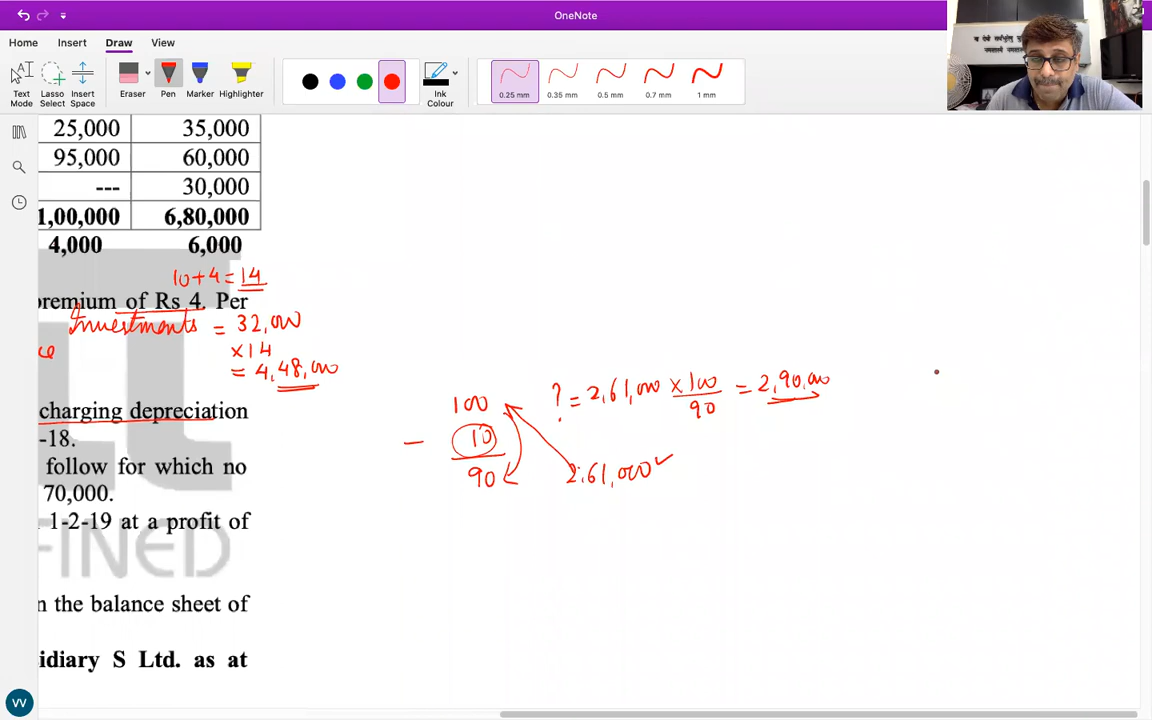 OneNote
Home Insert Draw View
Text Mode
Lasso Select
Insert Space
Eraser
Pen
Marker
Highlighter
Ink Colour
0.25 mm
0.35 mm
0.5 mm
0.7 mm
1 mm
25,000 35,000
95,000 60,000
--- 30,000
1,00,000 6,80,000
4,000 6,000
10+4 = 14
premium of Rs 4. Per
Investments = 32,000
×14
= 4,48,000
ce
charging depreciation
-18.
follow for which no
70,000.
1-2-19 at a profit of
n the balance sheet of
idiary S Ltd. as at
FINED
100
- 10
90
? = 2,61,000 × 100/90 = 2,90,000
2,61,000 ✓
VV